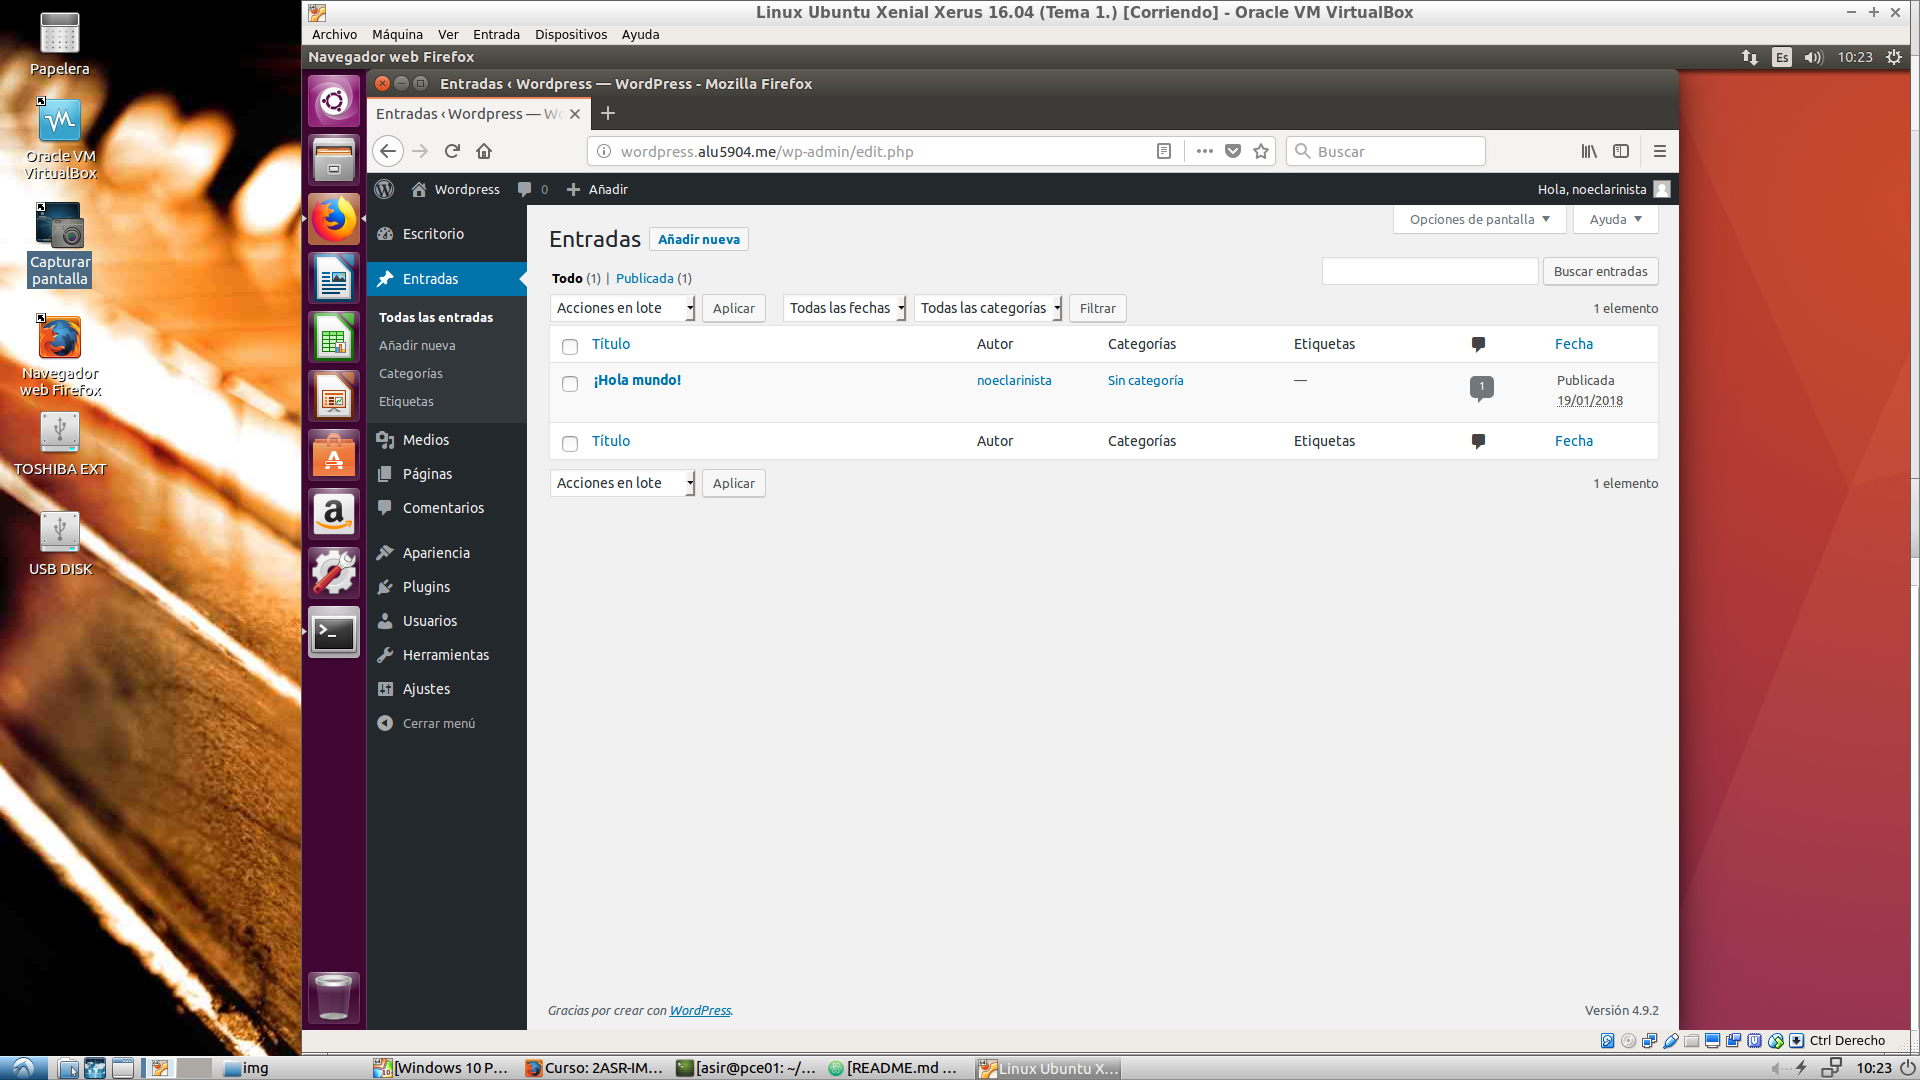 Papelera
Oracle VM
VirtualBox
Capturar
pantalla
Navegador
web Firefox
TOSHIBA EXT
USB DISK
Linux Ubuntu Xenial Xerus 16.04 (Tema 1.) [Corriendo] - Oracle VM VirtualBox
Archivo Máquina Ver Entrada Dispositivos Ayuda
Navegador web Firefox Es 10:23
Entradas ‹ Wordpress — WordPress - Mozilla Firefox
Entradas ‹ Wordpress — Wo
wordpress.alu5904.me/wp-admin/edit.php Buscar
Wordpress 0 Añadir Hola, noeclarinista
Escritorio
Entradas
Todas las entradas
Añadir nueva
Categorías
Etiquetas
Medios
Páginas
Comentarios
Apariencia
Plugins
Usuarios
Herramientas
Ajustes
Cerrar menú
Opciones de pantalla Ayuda
Entradas Añadir nueva
Todo (1) | Publicada (1) Buscar entradas
Acciones en lote Aplicar Todas las fechas Todas las categorías Filtrar 1 elemento
Título Autor Categorías Etiquetas Fecha
¡Hola mundo! noeclarinista Sin categoría — 1 Publicada
19/01/2018
Título Autor Categorías Etiquetas Fecha
Acciones en lote Aplicar 1 elemento
Gracias por crear con WordPress. Versión 4.9.2
Ctrl Derecho
img [Windows 10 P... Curso: 2ASR-IM... [asir@pce01: ~/... [README.md ... Linux Ubuntu X... 10:23